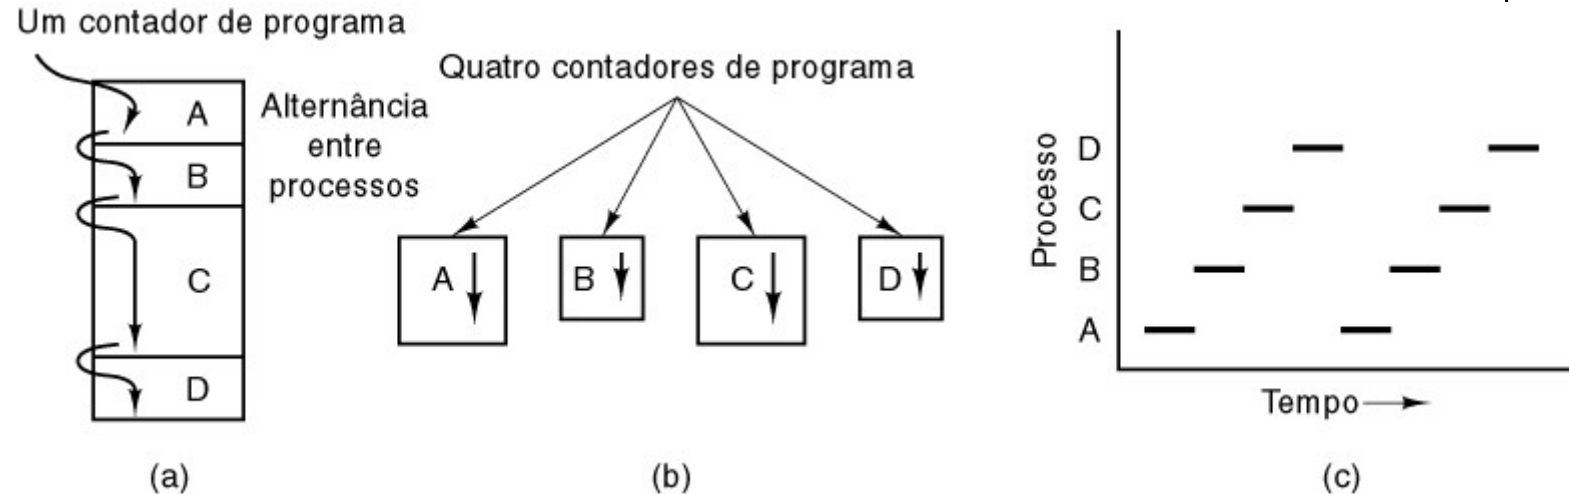 Um contador de programa
A
B
C
D
Alternância
entre
processos
(a)
Quatro contadores de programa
A
B
C
D
(b)
Processo
D
C
B
A
Tempo
(c)